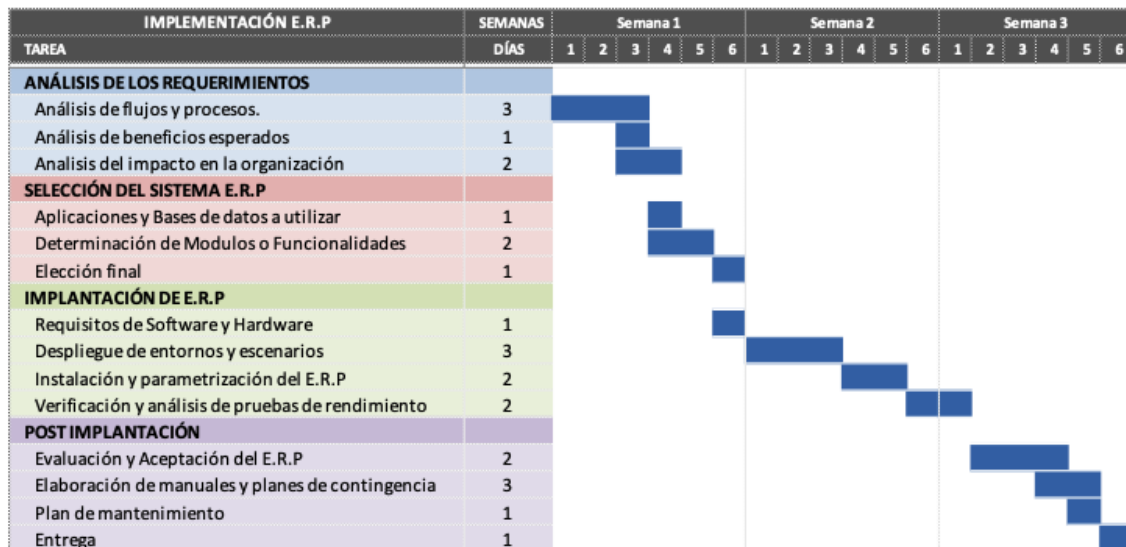 IMPLEMENTACIÓN E.R.P SEMANAS Semana 1 Semana 2 Semana 3
TAREA DÍAS 1 2 3 4 5 6 1 2 3 4 5 6 1 2 3 4 5 6
ANÁLISIS DE LOS REQUERIMIENTOS
Análisis de flujos y procesos. 3
Análisis de beneficios esperados 1
Analisis del impacto en la organización 2
SELECCIÓN DEL SISTEMA E.R.P
Aplicaciones y Bases de datos a utilizar 1
Determinación de Modulos o Funcionalidades 2
Elección final 1
IMPLANTACIÓN DE E.R.P
Requisitos de Software y Hardware 1
Despliegue de entornos y escenarios 3
Instalación y parametrización del E.R.P 2
Verificación y análisis de pruebas de rendimiento 2
POST IMPLANTACIÓN
Evaluación y Aceptación del E.R.P 2
Elaboración de manuales y planes de contingencia 3
Plan de mantenimiento 1
Entrega 1